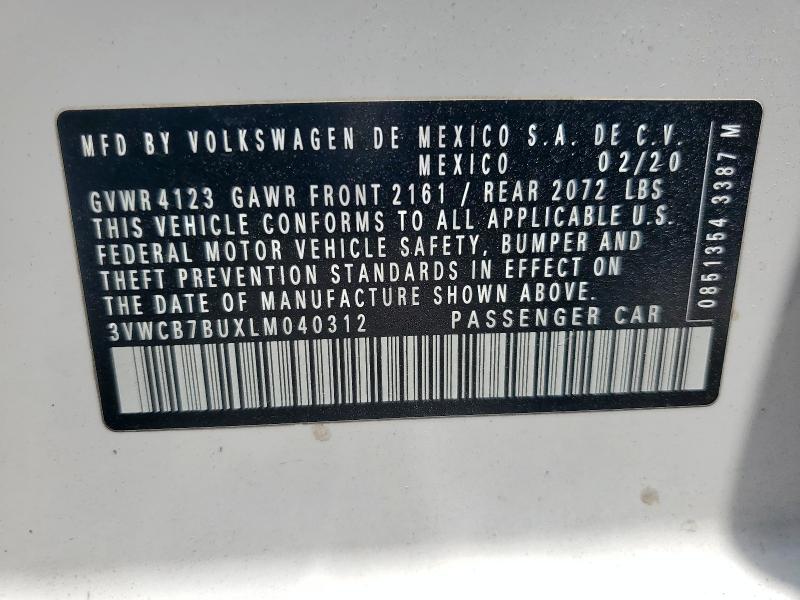 MFD BY VOLKSWAGEN DE MEXICO S.A. DE C.V.
MEXICO 02/20
GVWR 4123 GAWR FRONT 2161 / REAR 2072 LBS
THIS VEHICLE CONFORMS TO ALL APPLICABLE U.S.
FEDERAL MOTOR VEHICLE SAFETY, BUMPER AND
THEFT PREVENTION STANDARDS IN EFFECT ON
THE DATE OF MANUFACTURE SHOWN ABOVE.
3VWCB7BUXLM040312 PASSENGER CAR
0851354 3387 M